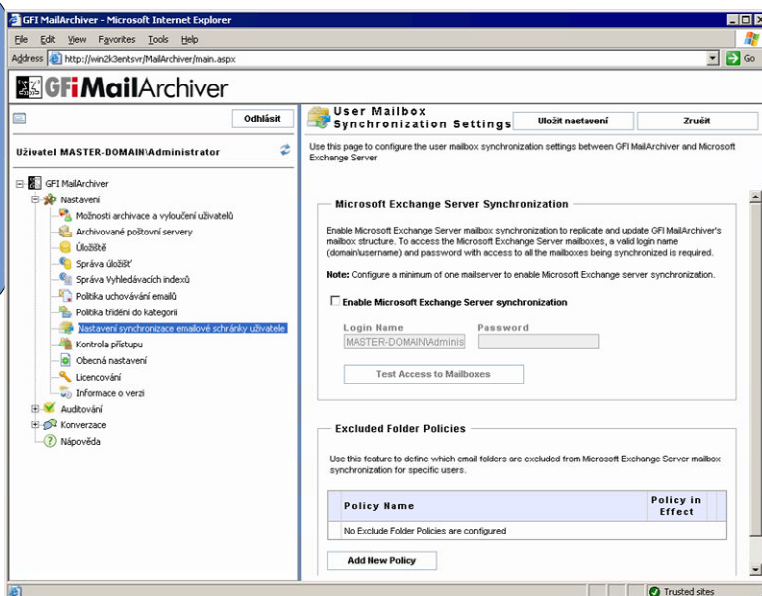 GFI MailArchiver - Microsoft Internet Explorer
File Edit View Favorites Tools Help
Address http://win2k3entsvr/MailArchiver/main.aspx Go
GFI MailArchiver
Odhlásit
Uživatel MASTER-DOMAIN\Administrator
GFI MailArchiver
Nastavení
Možnosti archivace a vyloučení uživatelů
Archivované poštovní servery
Úložiště
Správa úložišť
Správa Vyhledávacích indexů
Politika uchovávání emailů
Politika třídění do kategorií
Nastavení synchronizace emailové schránky uživatele
Kontrola přístupu
Obecná nastavení
Licencování
Informace o verzi
Auditování
Konverzace
Nápověda
User Mailbox
Synchronization Settings
Uložit nastavení
Zrušit
Use this page to configure the user mailbox synchronization settings between GFI MailArchiver and Microsoft
Exchange Server
Microsoft Exchange Server Synchronization
Enable Microsoft Exchange Server mailbox synchronization to replicate and update GFI MailArchiver's
mailbox structure. To access the Microsoft Exchange Server mailboxes, a valid login name
(domain/username) and password with access to all the mailboxes being synchronized is required.
Note: Configure a minimum of one mailserver to enable Microsoft Exchange server synchronization.
Enable Microsoft Exchange Server synchronization
Login Name Password
MASTER-DOMAIN\Adminis
Test Access to Mailboxes
Excluded Folder Policies
Use this feature to define which email folders are excluded from Microsoft Exchange Server mailbox
synchronization for specific users.
Policy Name Policy in
Effect
No Exclude Folder Policies are configured
Add New Policy
Trusted sites